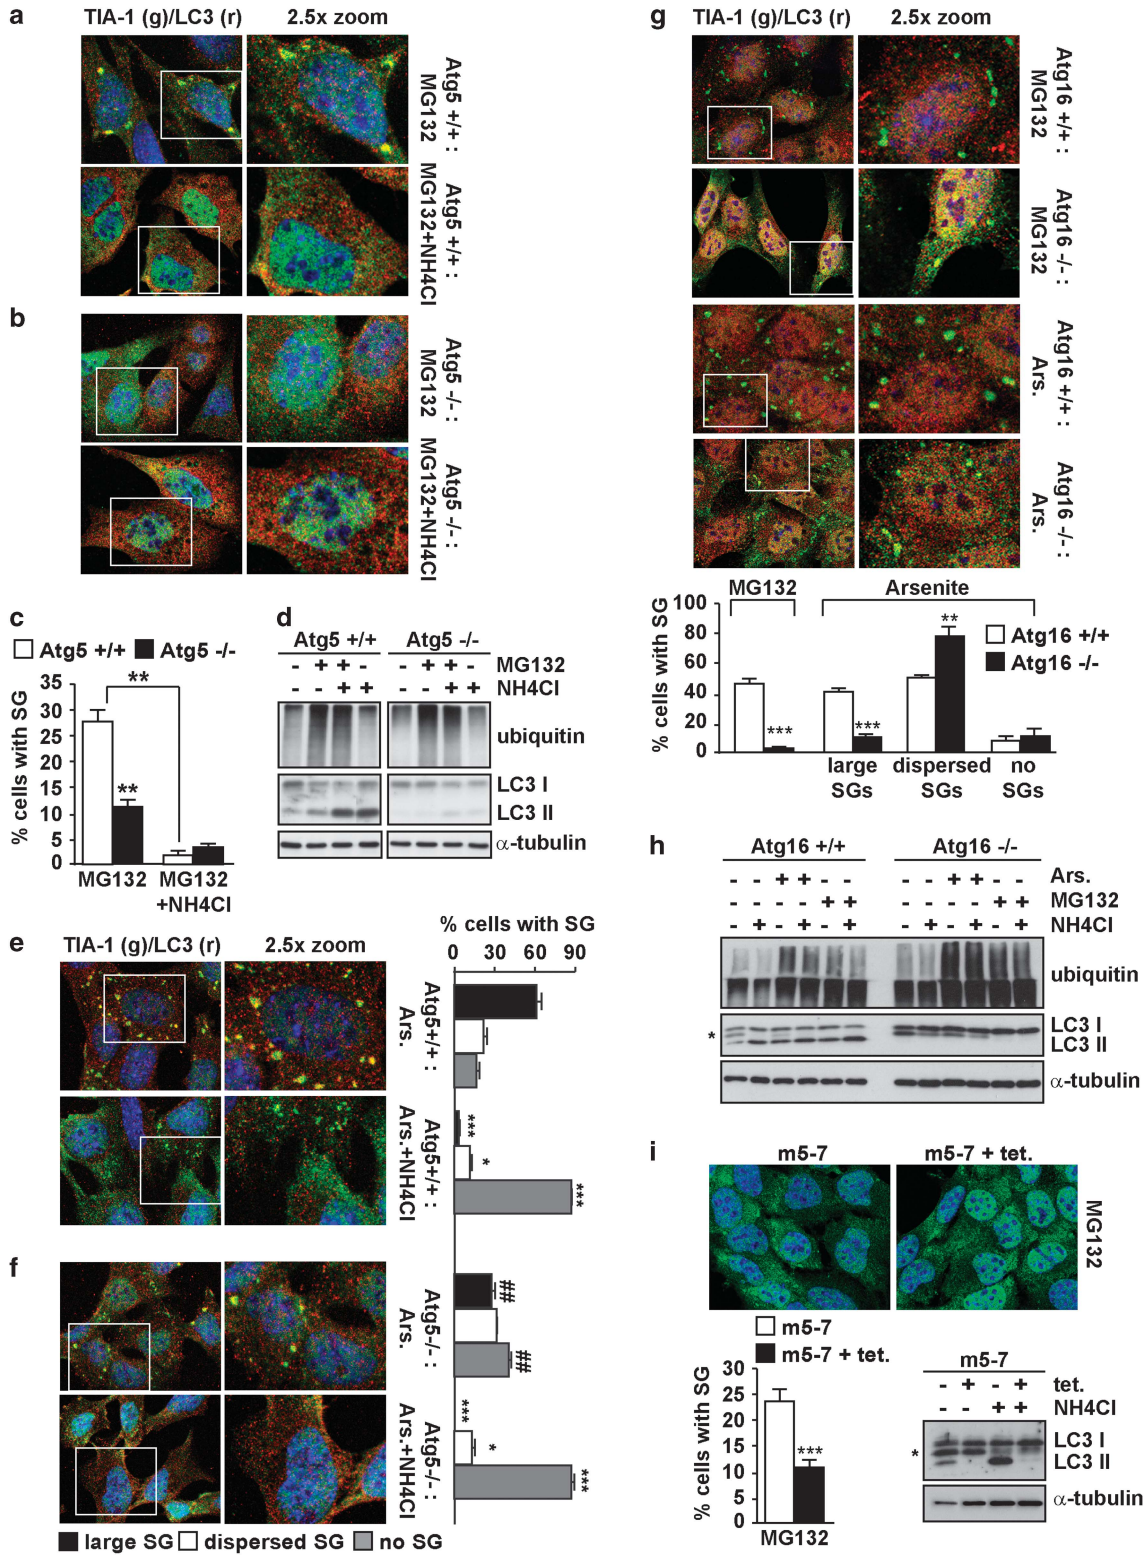 a
TIA-1 (g)/LC3 (r)
2.5x zoom
Atg5 +/+ :
MG132
Atg5 +/+ :
MG132+NH4Cl
b
Atg5 -/- :
MG132
Atg5 -/- :
MG132+NH4Cl
c
Atg5 +/+
Atg5 -/-
% cells with SG
35
30
25
20
15
10
5
0
**
**
MG132
MG132
+NH4Cl
d
Atg5 +/+
Atg5 -/-
- + + -
- + + -
MG132
- - + +
- - + +
NH4Cl
ubiquitin
LC3 I
LC3 II
α-tubulin
e
TIA-1 (g)/LC3 (r)
2.5x zoom
% cells with SG
0 30 60 90
Atg5+/+ :
Ars.
Atg5+/+ :
Ars.+NH4Cl
***
*
***
f
Atg5-/- :
Ars.
##
##
Atg5-/- :
Ars.+NH4Cl
***
*
***
large SG
dispersed SG
no SG
g
TIA-1 (g)/LC3 (r)
2.5x zoom
Atg16 +/+ :
MG132
Atg16 -/- :
MG132
Atg16 +/+ :
Ars.
Atg16 -/- :
Ars.
MG132
Arsenite
% cells with SG
100
80
60
40
20
0
***
***
**
Atg16 +/+
Atg16 -/-
large
SGs
dispersed
SGs
no
SGs
h
Atg16 +/+
Atg16 -/-
- - + + - -
- - + + - -
Ars.
- - - - + +
- - - - + +
MG132
- + - + - +
- + - + - +
NH4Cl
ubiquitin
*
LC3 I
LC3 II
α-tubulin
i
m5-7
m5-7 + tet.
MG132
m5-7
m5-7 + tet.
% cells with SG
30
25
20
15
10
5
0
***
MG132
m5-7
- + - +
tet.
- - + +
NH4Cl
*
LC3 I
LC3 II
α-tubulin